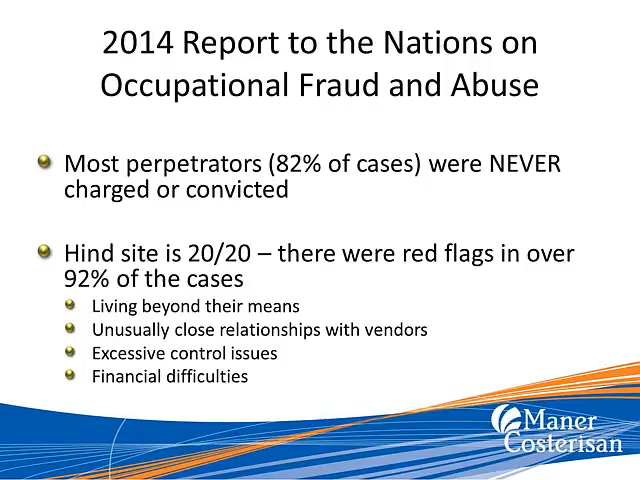 2014 Report to the Nations on
Occupational Fraud and Abuse
Most perpetrators (82% of cases) were NEVER
charged or convicted
Hind site is 20/20 – there were red flags in over
92% of the cases
Living beyond their means
Unusually close relationships with vendors
Excessive control issues
Financial difficulties
Maner
Costerisan